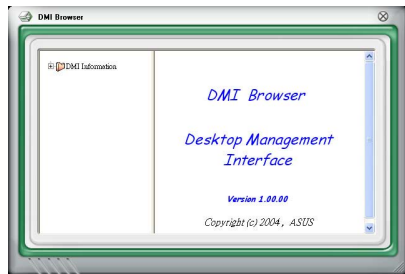 DMI Browser
DMI Information
DMI Browser
Desktop Management
Interface
Version 1.00.00
Copyright (c) 2004, ASUS